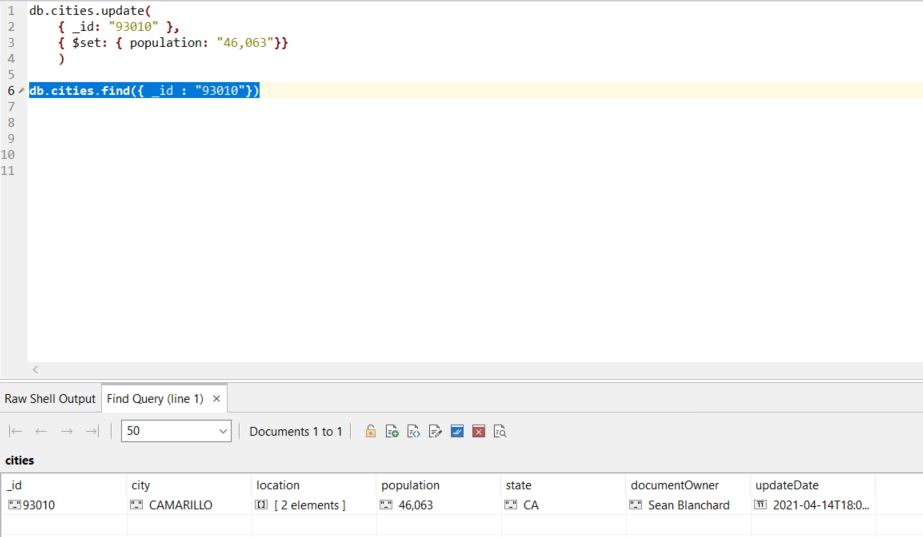 1 db.cities.update(
2 { _id: "93010" },
3 { $set: { population: "46,063"}}
4 )
5
6 db.cities.find({ _id : "93010"})
7
8
9
10
11
Raw Shell Output Find Query (line 1) ×
50 Documents 1 to 1
cities
_id city location population state documentOwner updateDate
93010 CAMARILLO [ 2 elements ] 46,063 CA Sean Blanchard 2021-04-14T18:0...